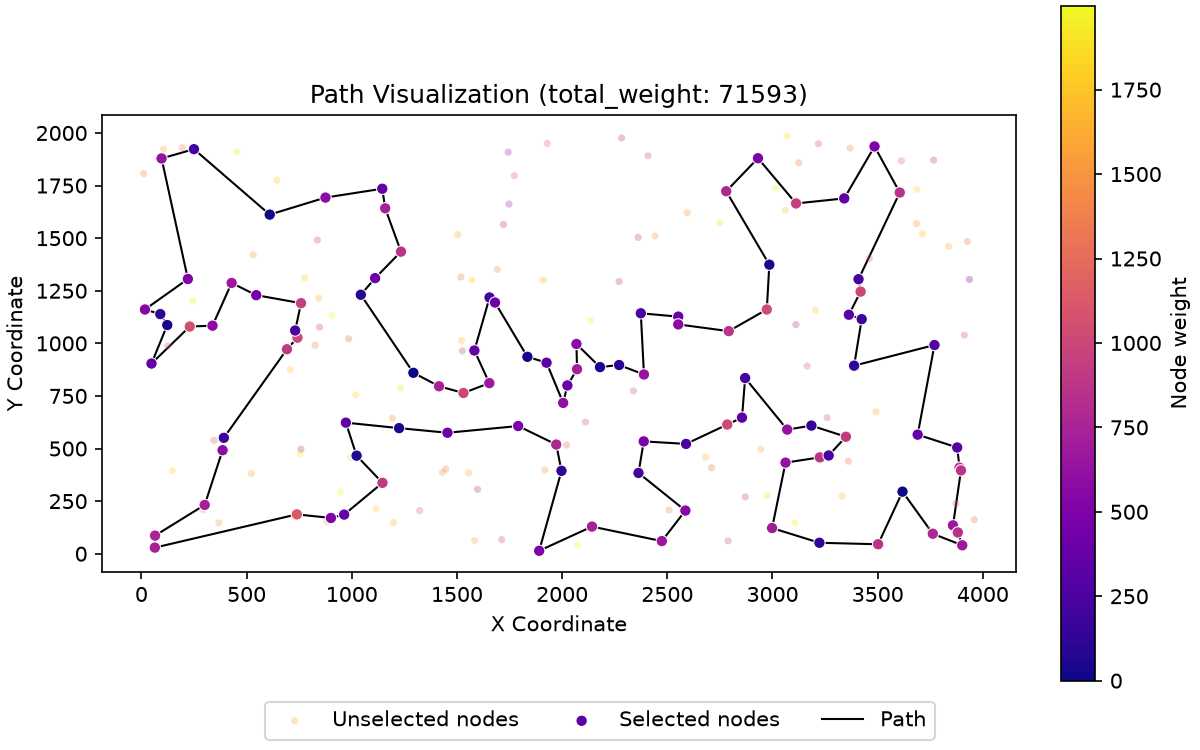 Path Visualization (total_weight: 71593)
2000
1750
1500
1250
1000
750
500
250
0
Y Coordinate
0 500 1000 1500 2000 2500 3000 3500 4000
X Coordinate
1750
1500
1250
1000
750
500
250
0
Node weight
Unselected nodes Selected nodes Path